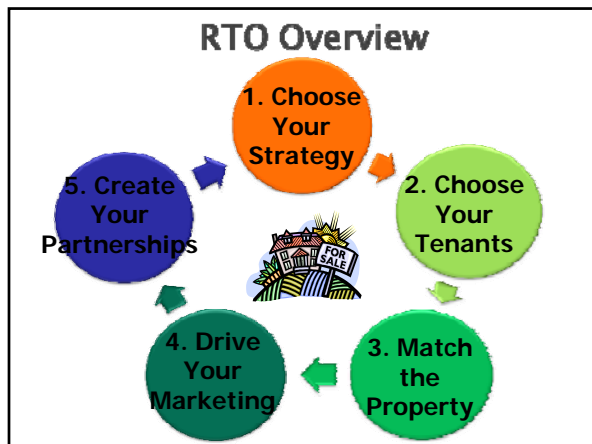 RTO Overview
1. Choose
Your
Strategy
2. Choose
Your
Tenants
3. Match
the
Property
4. Drive
Your
Marketing
5. Create
Your
Partnerships
FOR
SALE